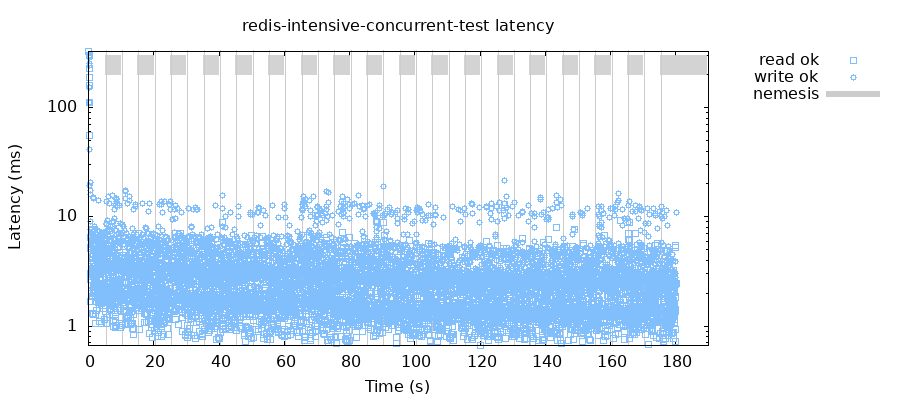 redis-intensive-concurrent-test latency
read ok
write ok
nemesis
Latency (ms)
100
10
1
0 20 40 60 80 100 120 140 160 180
Time (s)